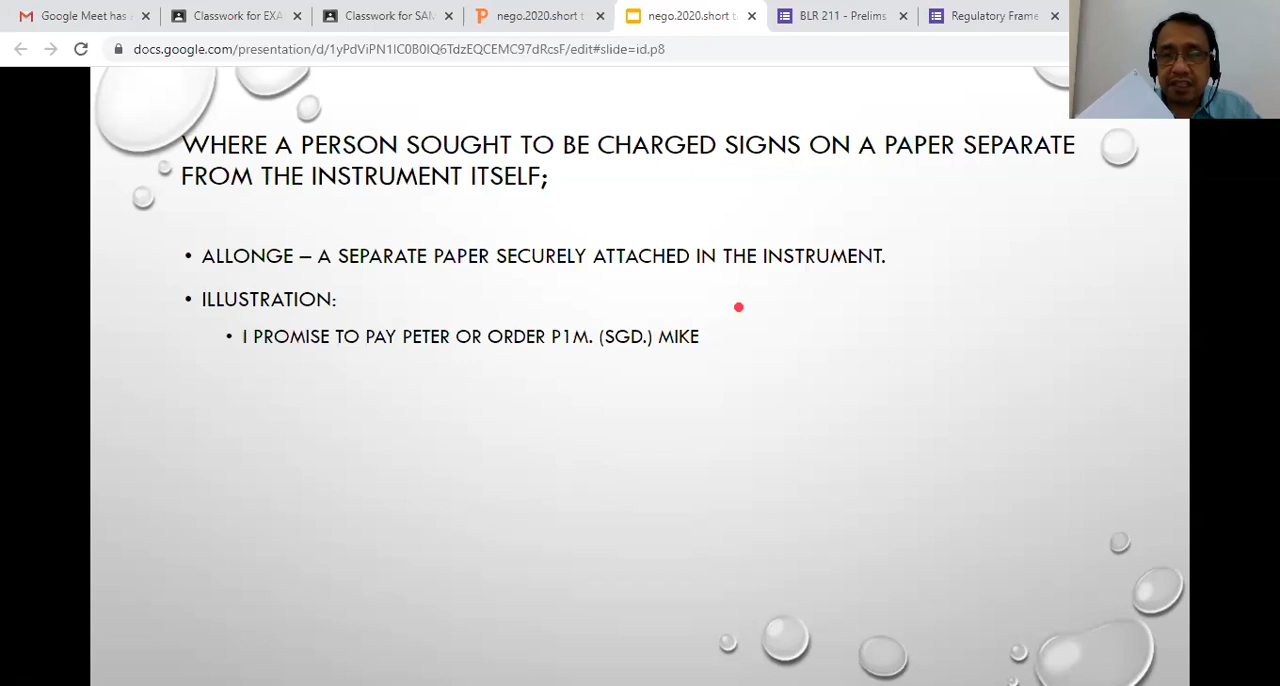 Google Meet has
Classwork for EXA
Classwork for SAM
nego.2020.short t
nego.2020.short t
BLR 211 - Prelims
Regulatory Frame
docs.google.com/presentation/d/1yPdViPN1IC0B0IQ6TdzEQCEMC97dRcsF/edit#slide=id.p8
WHERE A PERSON SOUGHT TO BE CHARGED SIGNS ON A PAPER SEPARATE
FROM THE INSTRUMENT ITSELF;
• ALLONGE – A SEPARATE PAPER SECURELY ATTACHED IN THE INSTRUMENT.
• ILLUSTRATION:
• I PROMISE TO PAY PETER OR ORDER P1M. (SGD.) MIKE